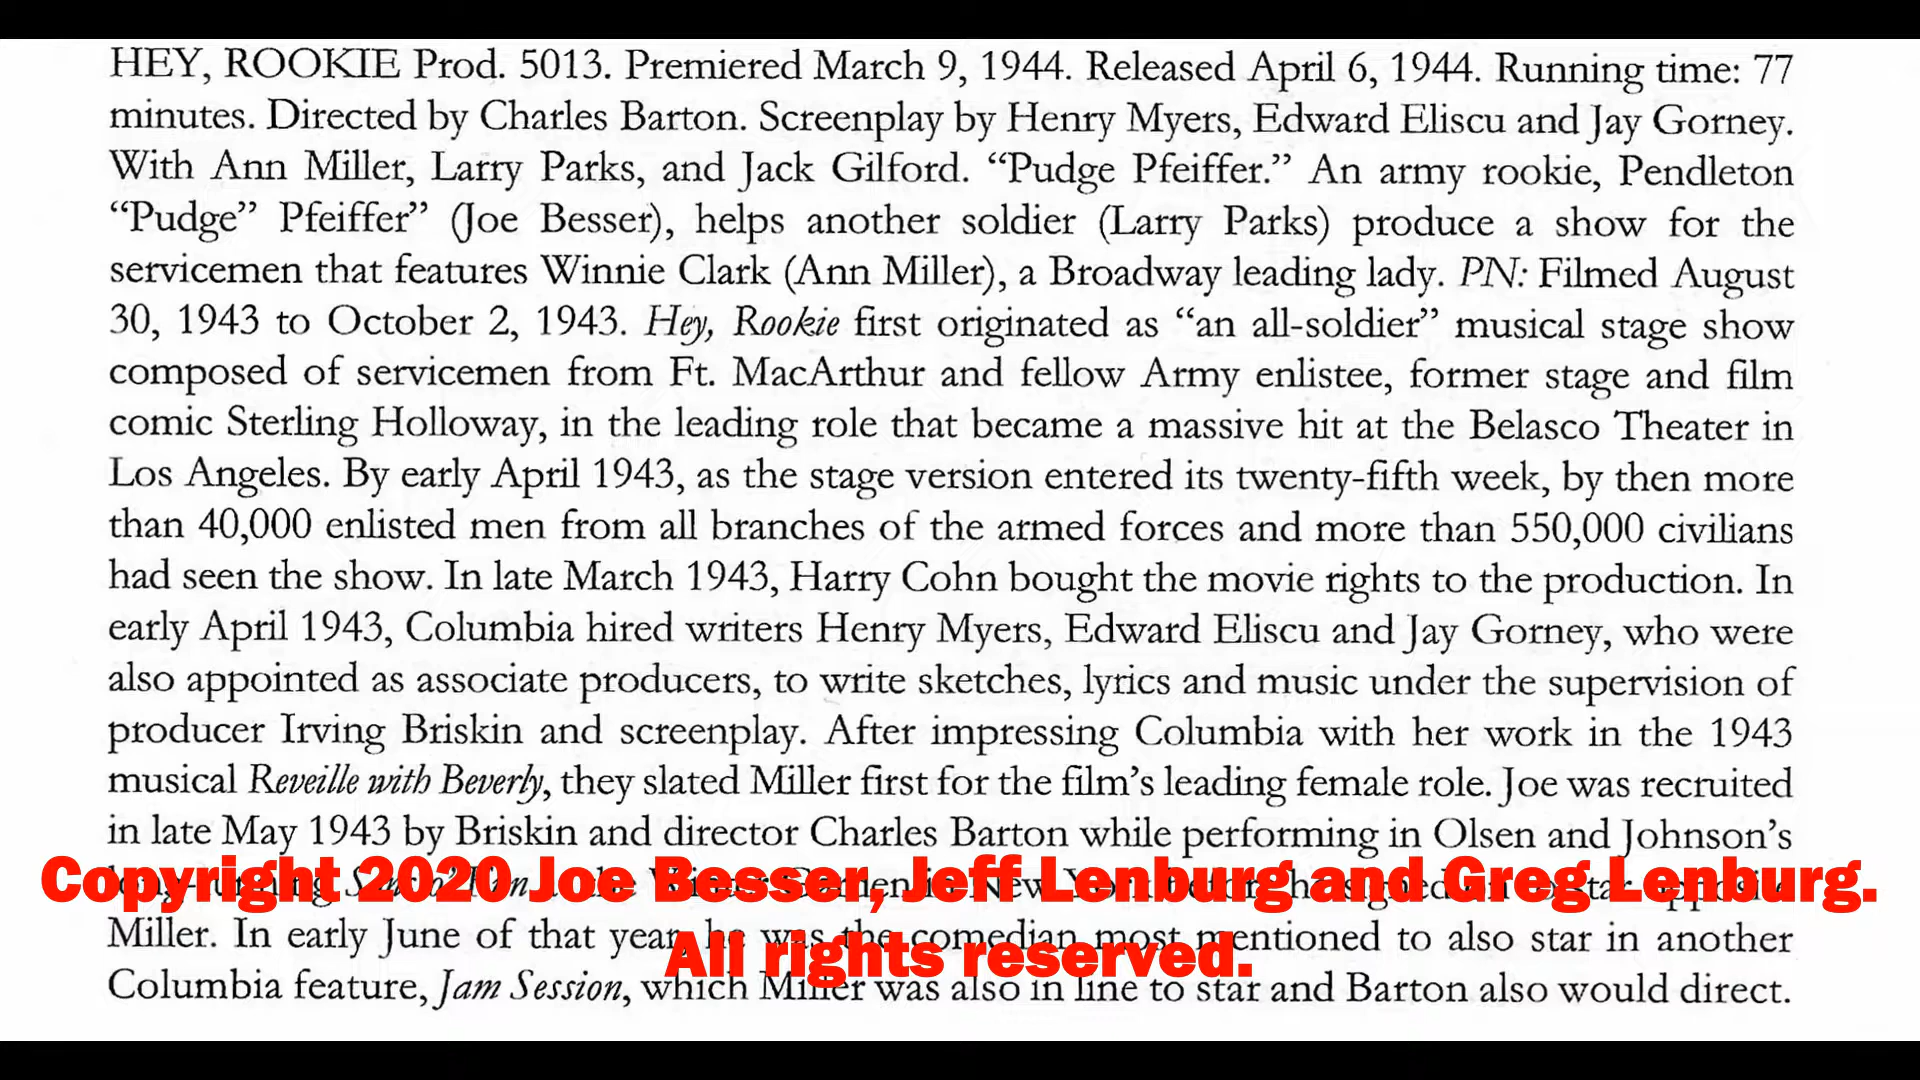 HEY, ROOKIE Prod. 5013. Premiered March 9, 1944. Released April 6, 1944. Running time: 77
minutes. Directed by Charles Barton. Screenplay by Henry Myers, Edward Eliscu and Jay Gorney.
With Ann Miller, Larry Parks, and Jack Gilford. “Pudge Pfeiffer.” An army rookie, Pendleton
“Pudge” Pfeiffer” (Joe Besser), helps another soldier (Larry Parks) produce a show for the
servicemen that features Winnie Clark (Ann Miller), a Broadway leading lady. PN: Filmed August
30, 1943 to October 2, 1943. Hey, Rookie first originated as “an all-soldier” musical stage show
composed of servicemen from Ft. MacArthur and fellow Army enlistee, former stage and film
comic Sterling Holloway, in the leading role that became a massive hit at the Belasco Theater in
Los Angeles. By early April 1943, as the stage version entered its twenty-fifth week, by then more
than 40,000 enlisted men from all branches of the armed forces and more than 550,000 civilians
had seen the show. In late March 1943, Harry Cohn bought the movie rights to the production. In
early April 1943, Columbia hired writers Henry Myers, Edward Eliscu and Jay Gorney, who were
also appointed as associate producers, to write sketches, lyrics and music under the supervision of
producer Irving Briskin and screenplay. After impressing Columbia with her work in the 1943
musical Reveille with Beverly, they slated Miller first for the film’s leading female role. Joe was recruited
in late May 1943 by Briskin and director Charles Barton while performing in Olsen and Johnson’s
Copyright 2020 Joe Besser, Jeff Lenburg and Greg Lenburg.
Miller. In early June of that year, he was the comedian most mentioned to also star in another
All rights reserved.
Columbia feature, Jam Session, which Miller was also in line to star and Barton also would direct.